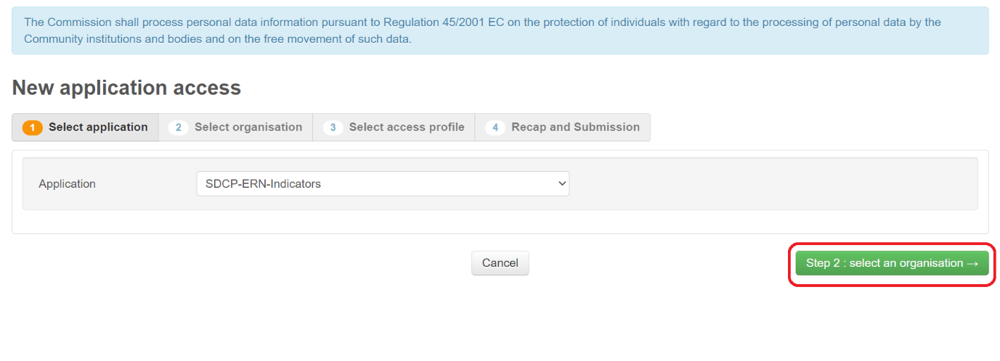 The Commission shall process personal data information pursuant to Regulation 45/2001 EC on the protection of individuals with regard to the processing of personal data by the
Community institutions and bodies and on the free movement of such data.
New application access
1 Select application 2 Select organisation 3 Select access profile 4 Recap and Submission
Application SDCP-ERN-Indicators
Cancel Step 2 : select an organisation →